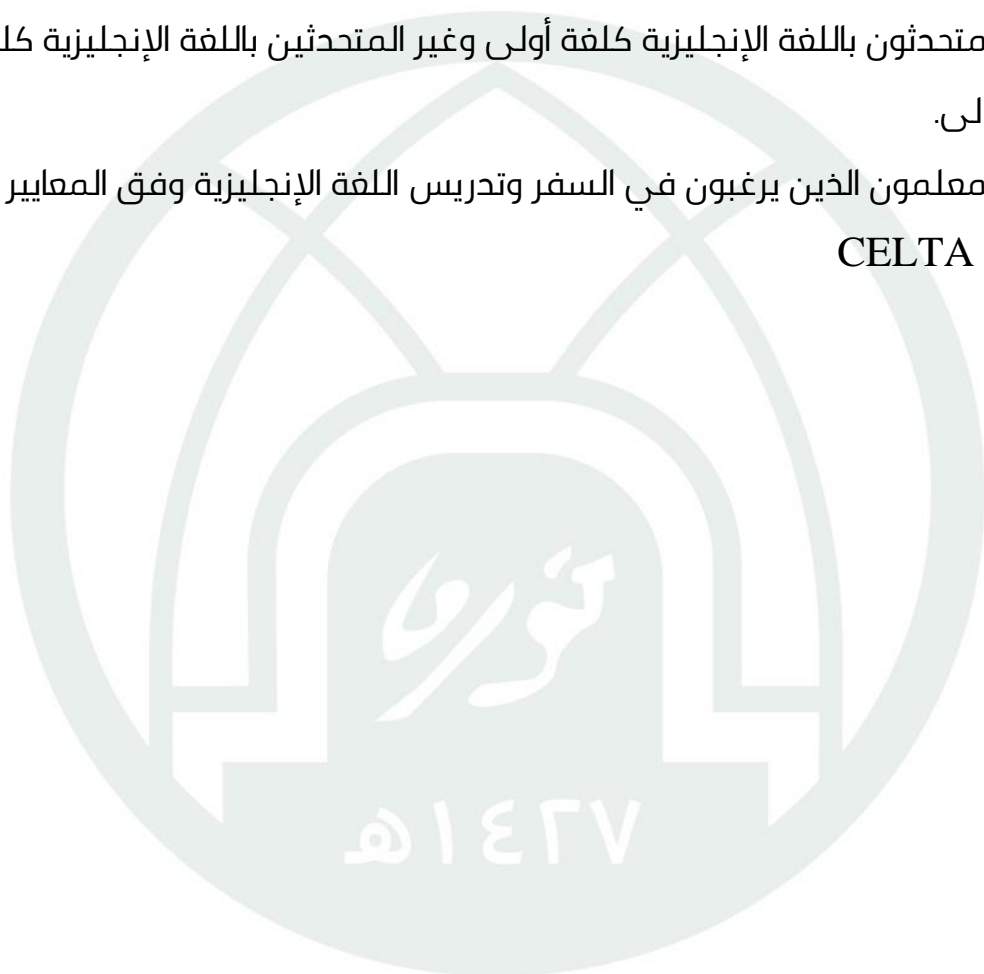 متحدثون باللغة الإنجليزية كلغة أولى وغير المتحدثين باللغة الإنجليزية كل
لى.
معلمون الذين يرغبون في السفر وتدريس اللغة الإنجليزية وفق المعايير
CELTA
١٤٢٧هـ